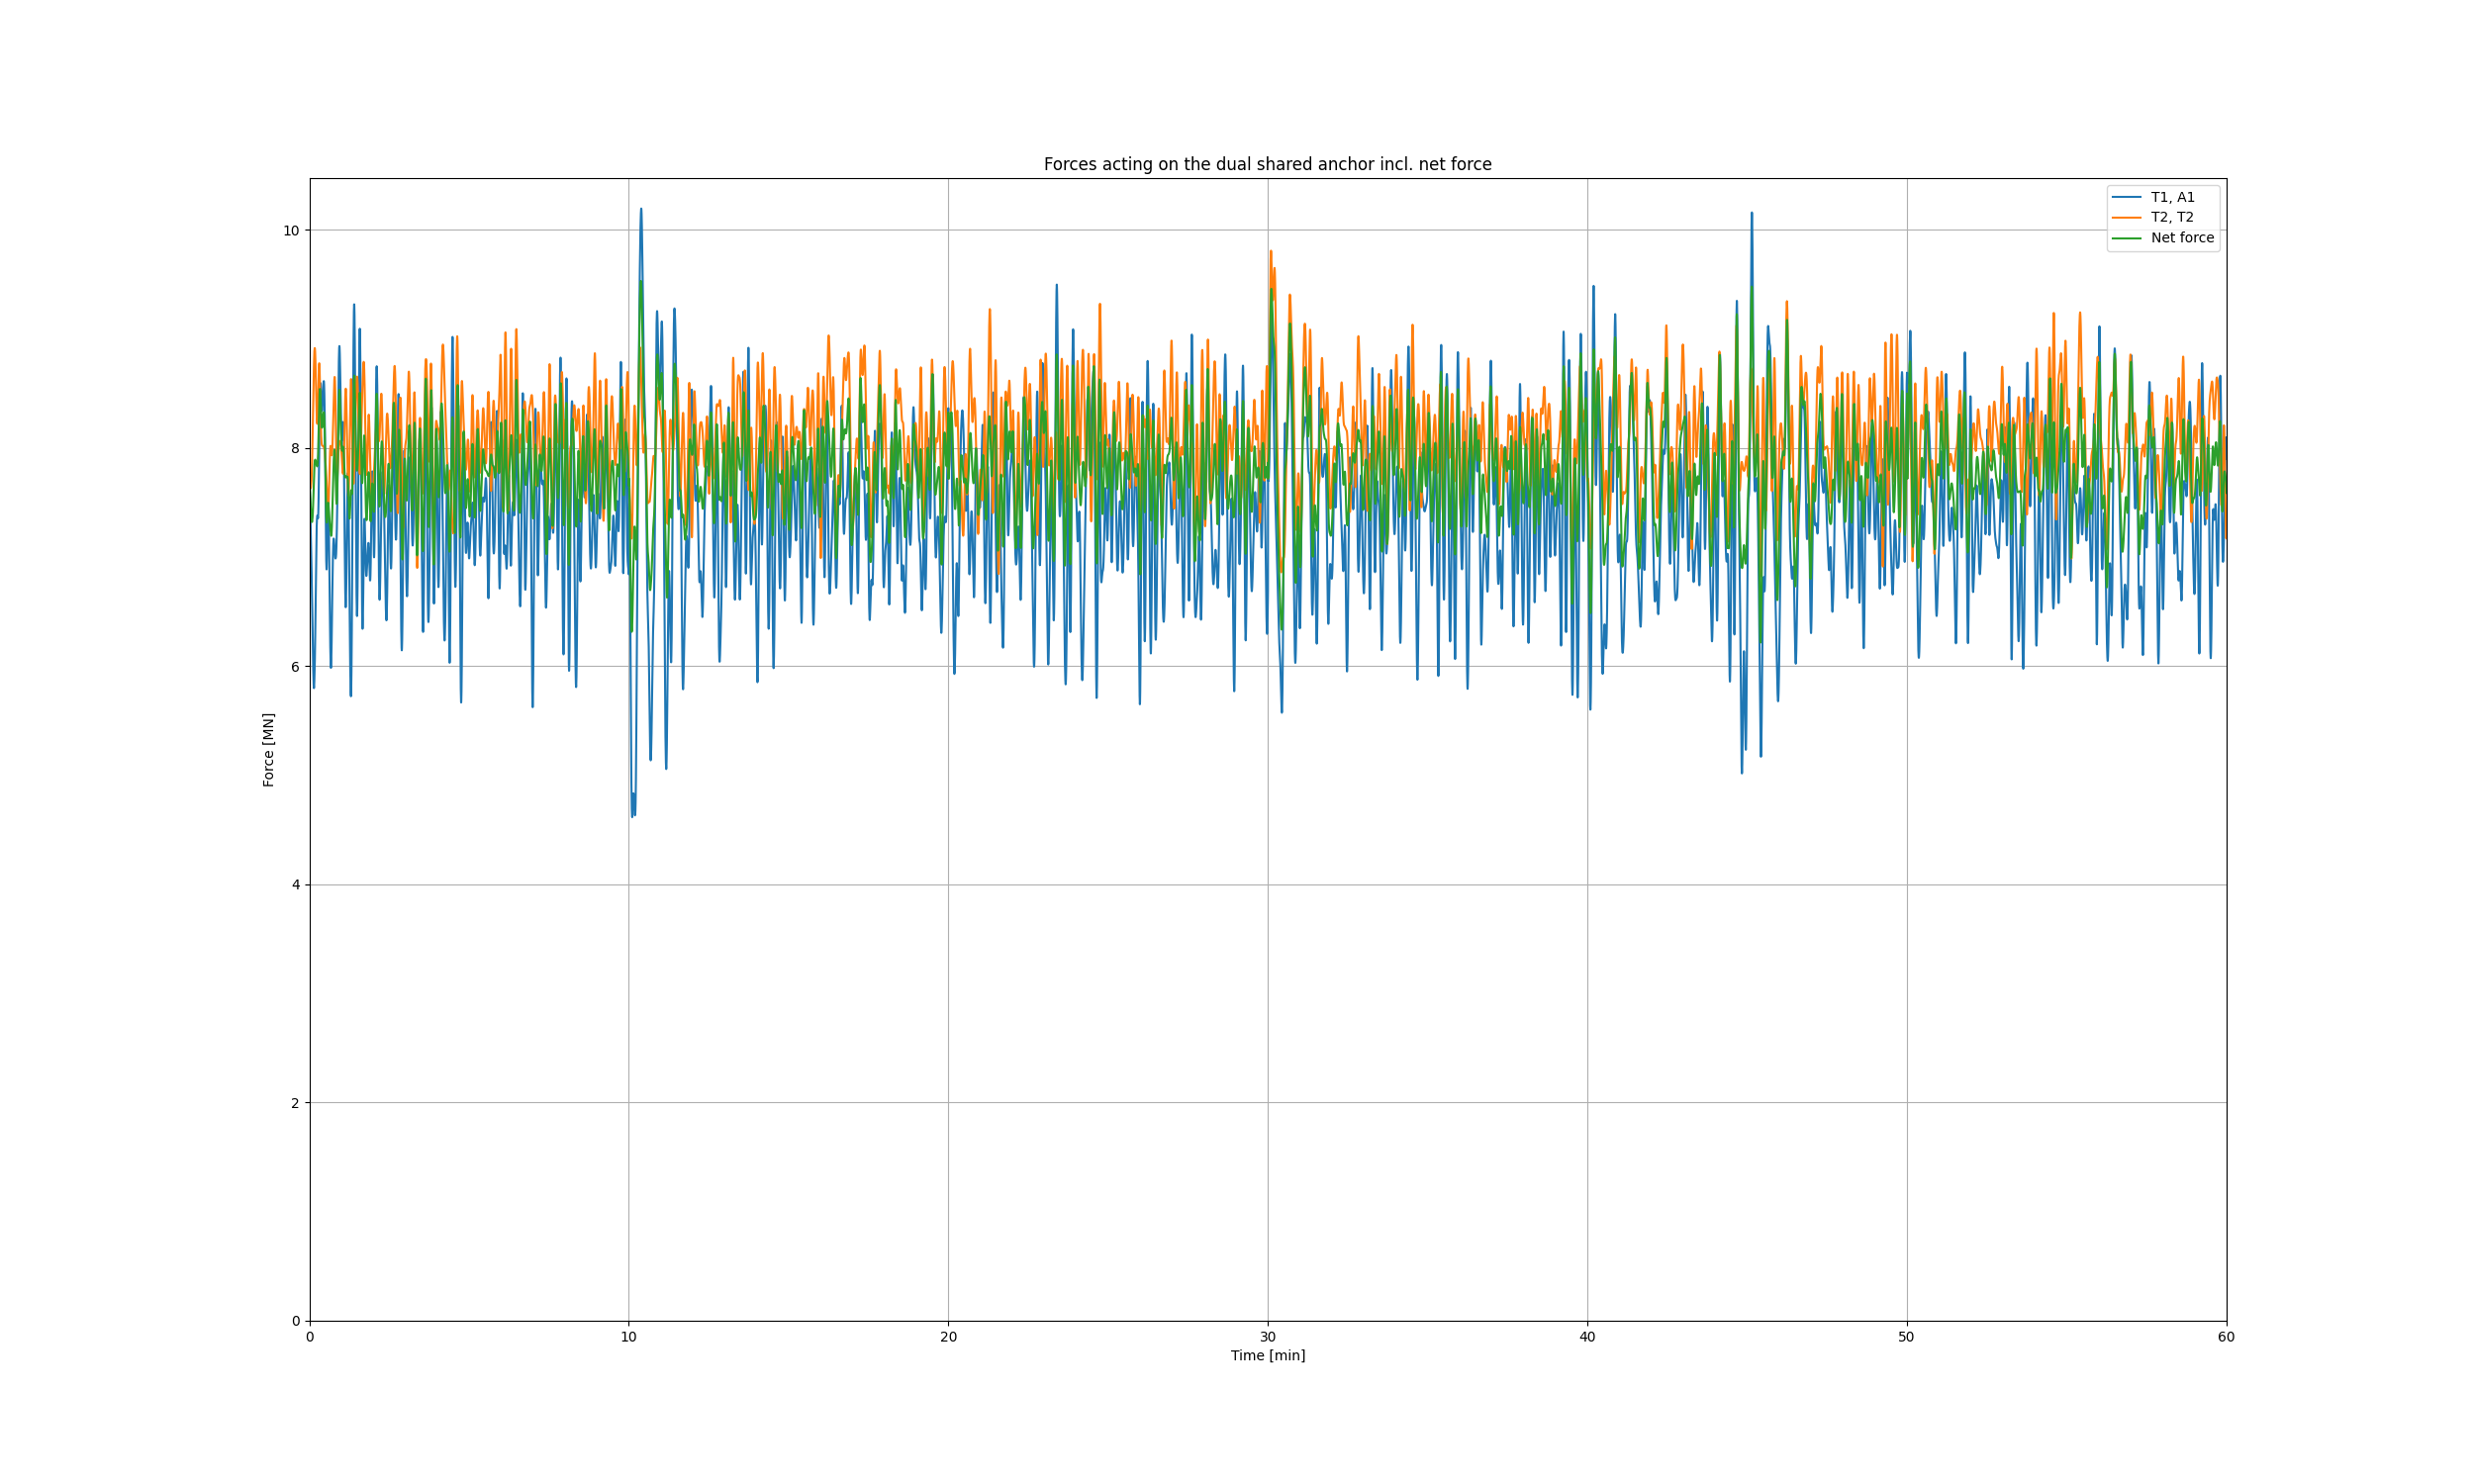 Forces acting on the dual shared anchor incl. net force
T1, A1
T2, T2
Net force
10
8
6
4
2
0
Force [MN]
0 10 20 30 40 50 60
Time [min]